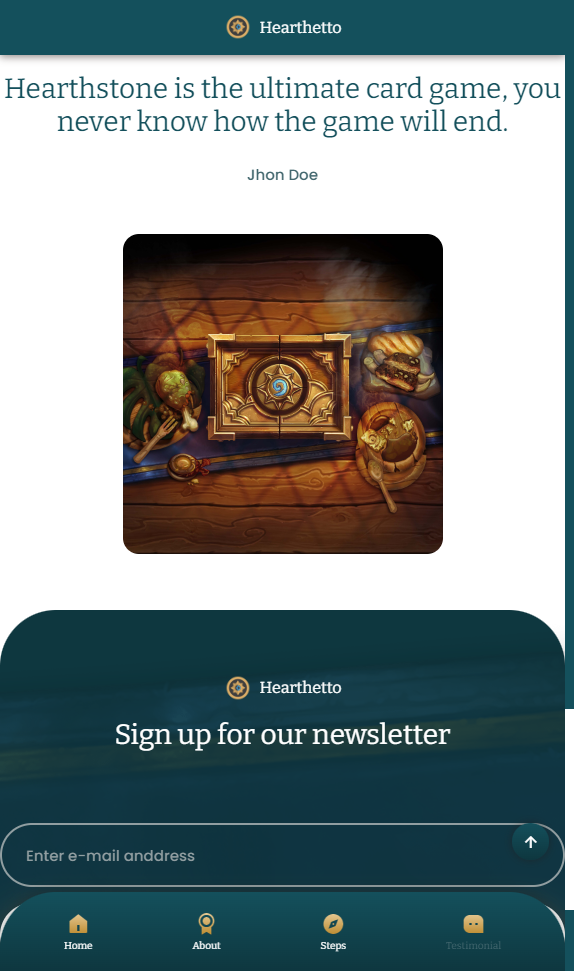 Hearthetto
Hearthstone is the ultimate card game, you
never know how the game will end.
Jhon Doe
Hearthetto
Sign up for our newsletter
Enter e-mail anddress
Home
About
Steps
Testimonial